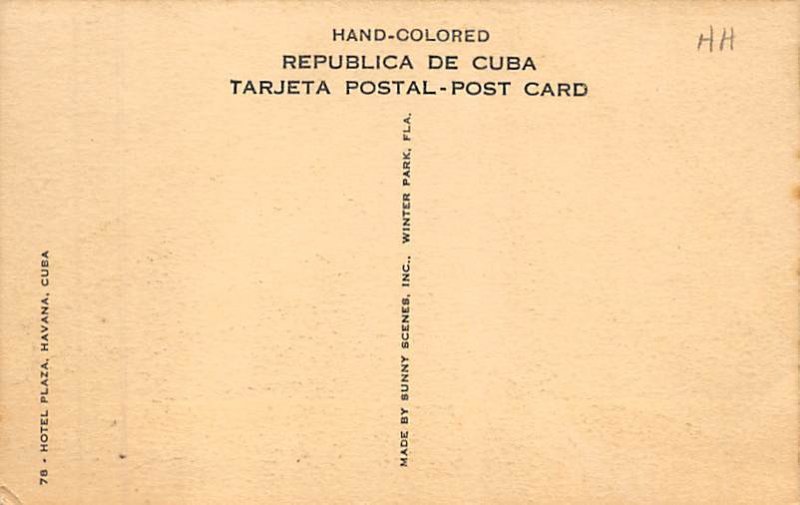 HAND-COLORED
HH
REPUBLICA DE CUBA
TARJETA POSTAL-POST CARD
MADE BY SUNNY SCENES, INC., WINTER PARK, FLA.
78 - HOTEL PLAZA, HAVANA, CUBA